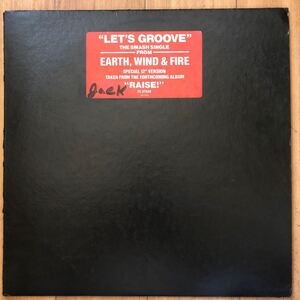 "LET'S GROOVE"
THE SMASH SINGLE
FROM
EARTH, WIND & FIRE
SPECIAL 12" VERSION
TAKEN FROM THE FORTHCOMING ALBUM
"RAISE!"
Jack